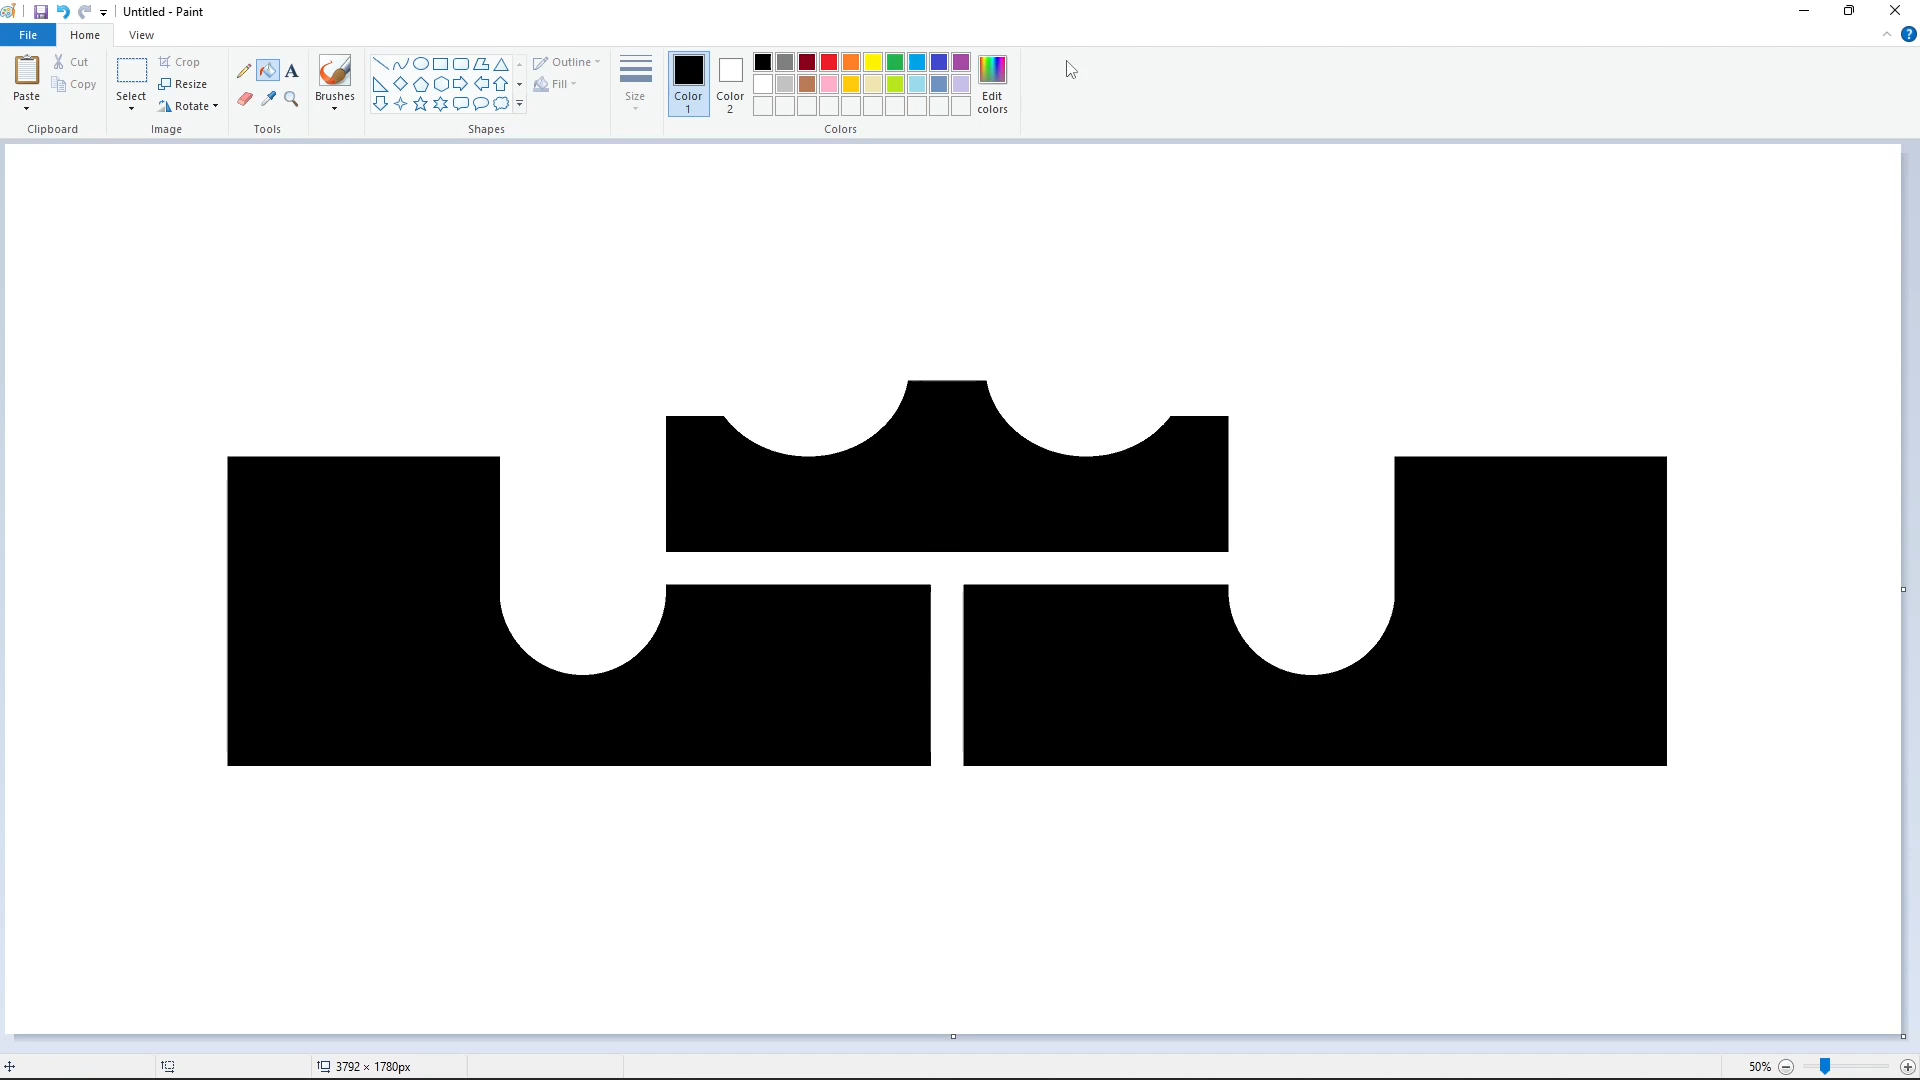 Untitled - Paint
File Home View
Paste Cut Copy Clipboard
Select Crop Resize Rotate Image
Tools
Brushes
Outline Fill Shapes
Size
Color 1 Color 2 Edit colors Colors
3792 × 1780px 50%